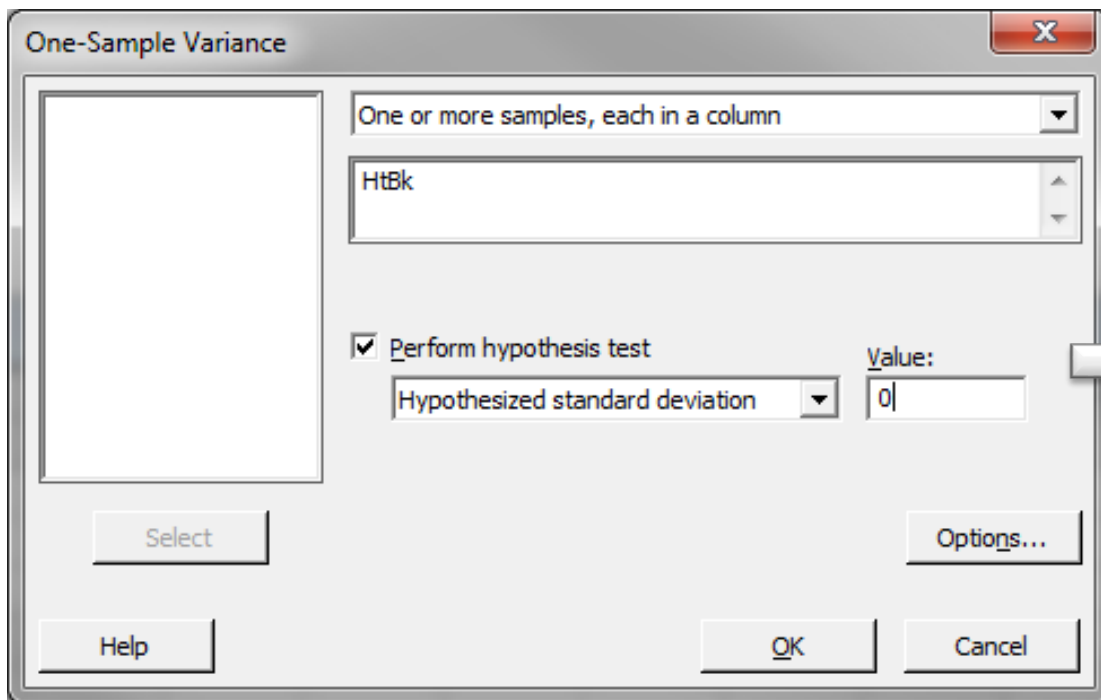 One-Sample Variance
One or more samples, each in a column
HtBk
Perform hypothesis test
Value:
Hypothesized standard deviation
0
Select
Options...
Help
OK
Cancel